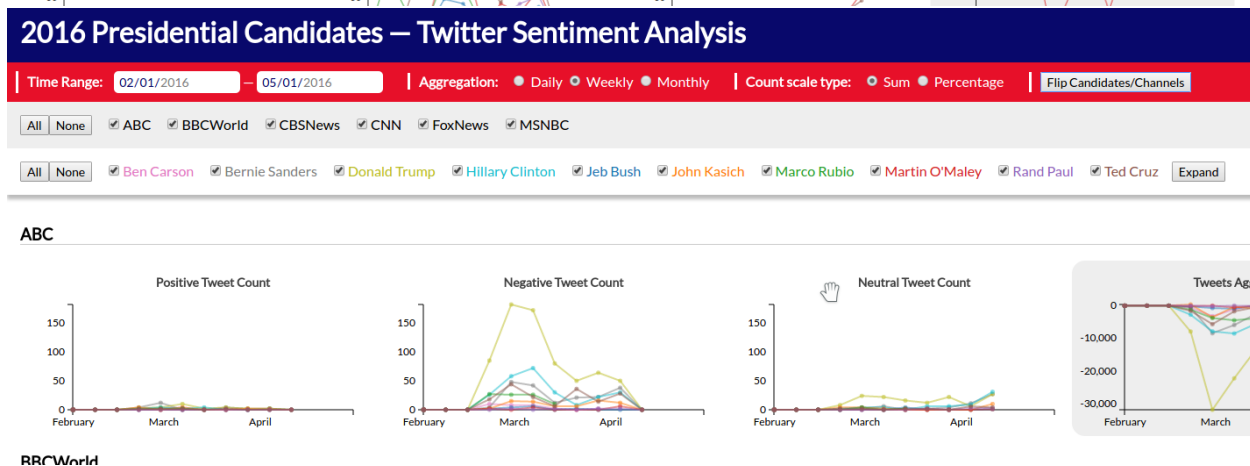 2016 Presidential Candidates — Twitter Sentiment Analysis
Time Range: 02/01/2016 — 05/01/2016 Aggregation: Daily Weekly Monthly Count scale type: Sum Percentage Flip Candidates/Channels
All None ABC BBCWorld CBSNews CNN FoxNews MSNBC
All None Ben Carson Bernie Sanders Donald Trump Hillary Clinton Jeb Bush John Kasich Marco Rubio Martin O'Maley Rand Paul Ted Cruz Expand
ABC
Positive Tweet Count
150
100
50
0
February March April
Negative Tweet Count
150
100
50
0
February March April
Neutral Tweet Count
150
100
50
0
February March April
Tweets Ag
0
-10,000
-20,000
-30,000
February March
BBCWorld